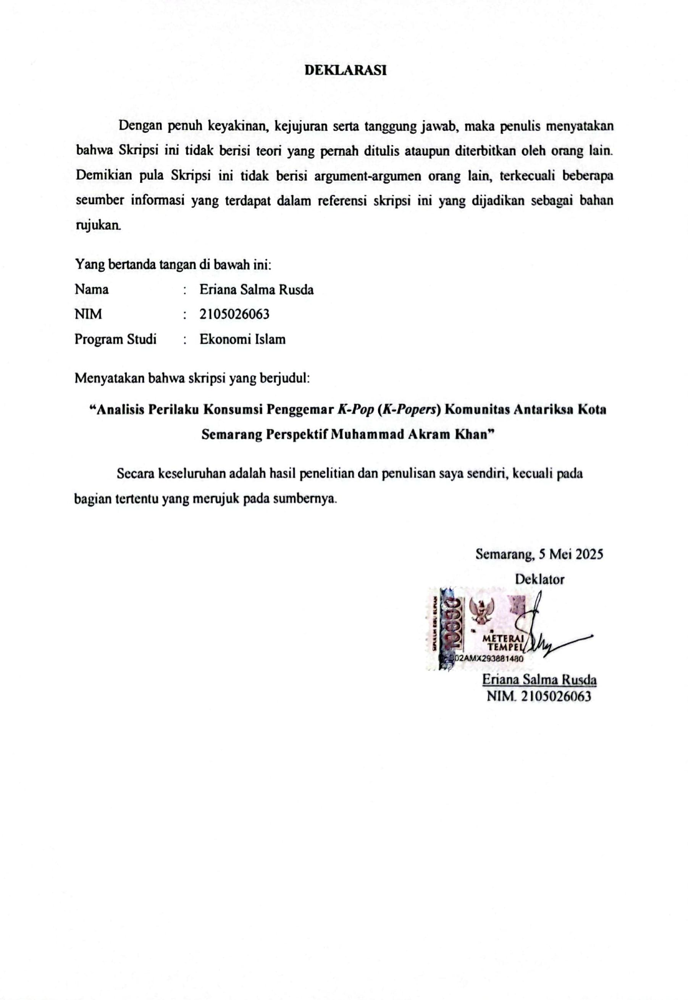 DEKLARASI
Dengan penuh keyakinan, kejujuran serta tanggung jawab, maka penulis menyatakan
bahwa Skripsi ini tidak berisi teori yang pernah ditulis ataupun diterbitkan oleh orang lain.
Demikian pula Skripsi ini tidak berisi argument-argumen orang lain, terkecuali beberapa
seumber informasi yang terdapat dalam referensi skripsi ini yang dijadikan sebagai bahan
rujukan.
Yang bertanda tangan di bawah ini:
Nama : Eriana Salma Rusda
NIM : 2105026063
Program Studi : Ekonomi Islam
Menyatakan bahwa skripsi yang berjudul:
“Analisis Perilaku Konsumsi Penggemar K-Pop (K-Popers) Komunitas Antariksa Kota
Semarang Perspektif Muhammad Akram Khan”
Secara keseluruhan adalah hasil penelitian dan penulisan saya sendiri, kecuali pada
bagian tertentu yang merujuk pada sumbernya.
Semarang, 5 Mei 2025
Deklator
SEPULUH RIBU RUPIAH
10000
METERAI
TEMPEL
02AMX293881480
Eriana Salma Rusda
NIM. 2105026063